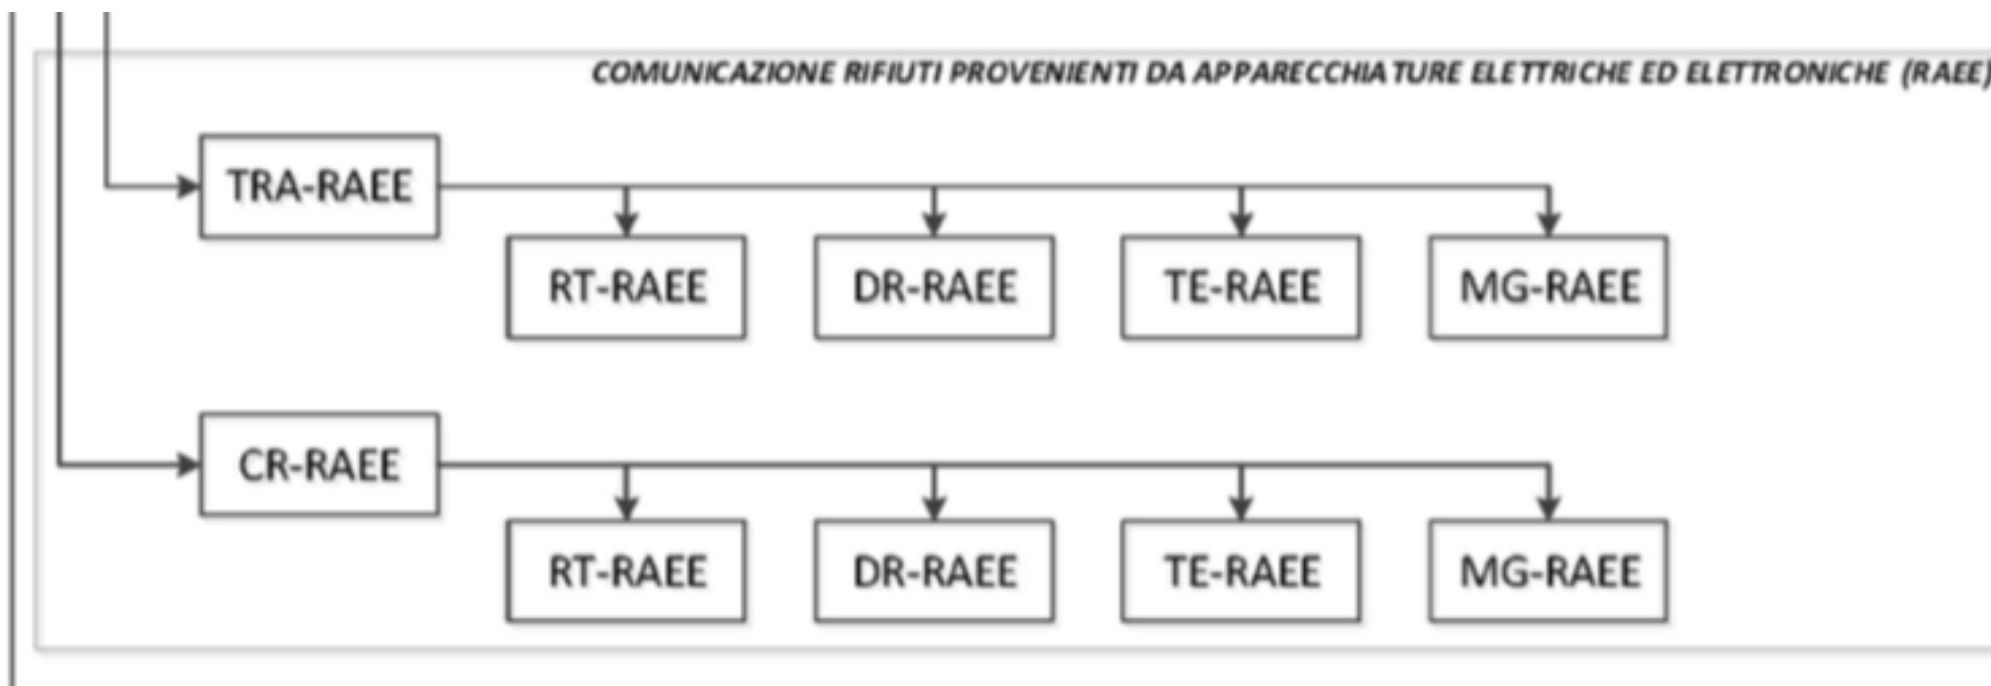 COMUNICAZIONE RIFIUTI PROVENIENTI DA APPARECCHIATURE ELETTRICHE ED ELETTRONICHE (RAEE)
TRA-RAEE
RT-RAEE DR-RAEE TE-RAEE MG-RAEE
CR-RAEE
RT-RAEE DR-RAEE TE-RAEE MG-RAEE